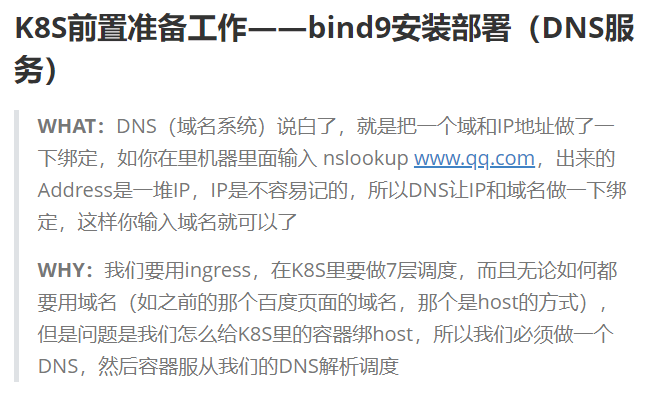 K8S前置准备工作——bind9安装部署（DNS服
务）
WHAT：DNS（域名系统）说白了，就是把一个域和IP地址做了一
下绑定，如你在里机器里面输入 nslookup www.qq.com，出来的
Address是一堆IP，IP是不容易记的，所以DNS让IP和域名做一下绑
定，这样你输入域名就可以了
WHY：我们要用ingress，在K8S里要做7层调度，而且无论如何都
要用域名（如之前的那个百度页面的域名，那个是host的方式），
但是问题是我们怎么给K8S里的容器绑host，所以我们必须做一个
DNS，然后容器服从我们的DNS解析调度